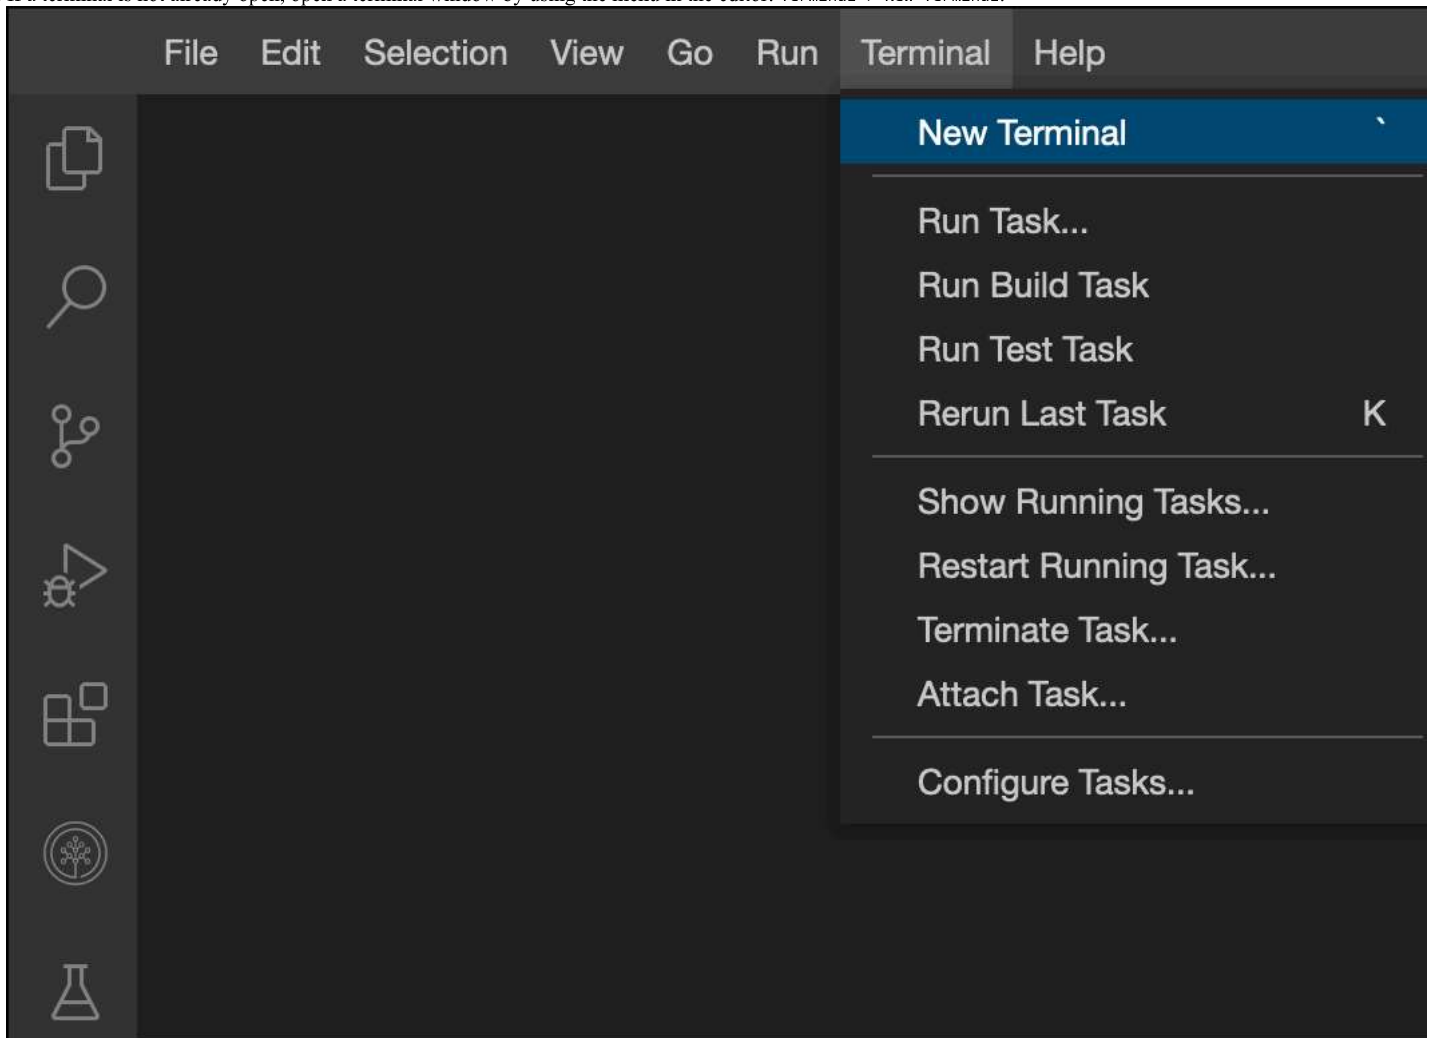 File Edit Selection View Go Run Terminal Help
New Terminal `
Run Task...
Run Build Task
Run Test Task
Rerun Last Task K
Show Running Tasks...
Restart Running Task...
Terminate Task...
Attach Task...
Configure Tasks...